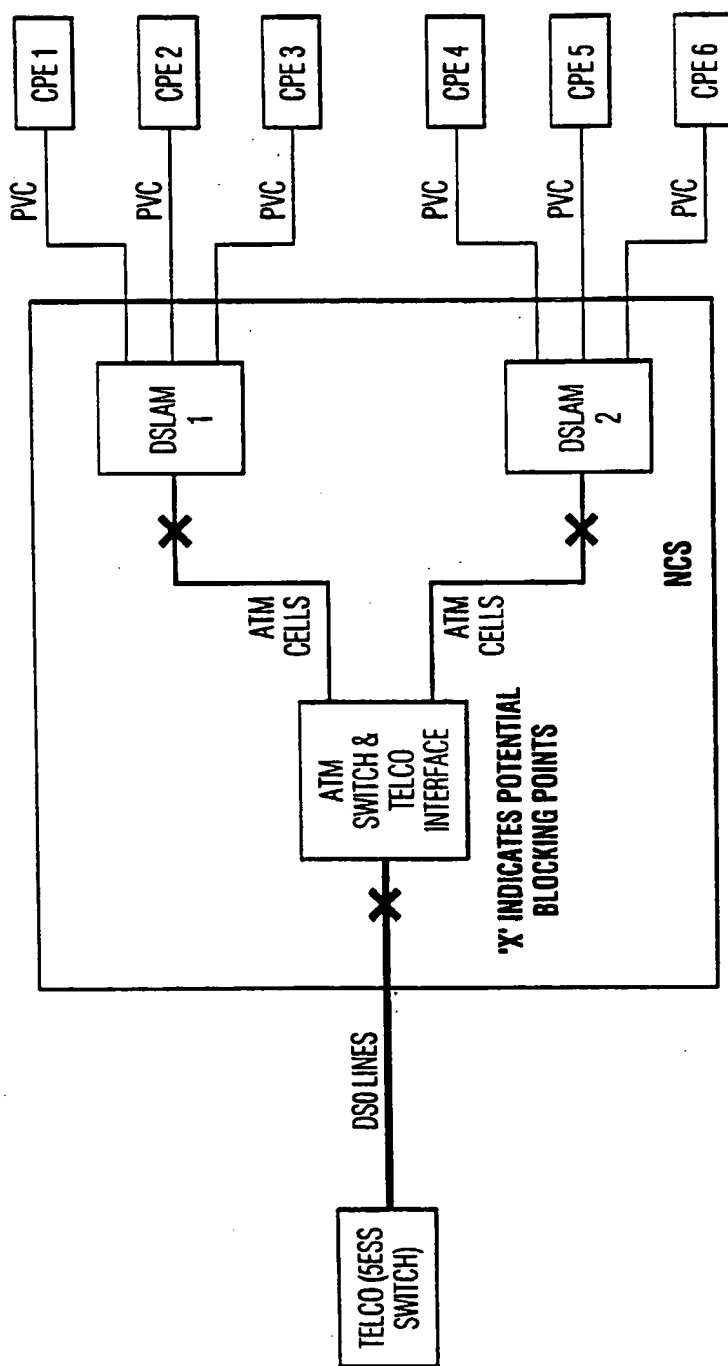 CPE 1
CPE 2
CPE 3
CPE 4
CPE 5
CPE 6
PVC
PVC
PVC
PVC
PVC
PVC
DSLAM
1
DSLAM
2
ATM
CELLS
ATM
CELLS
NCS
ATM
SWITCH &
TELCO
INTERFACE
'X' INDICATES POTENTIAL
BLOCKING POINTS
DS0 LINES
TELCO (5ESS
SWITCH)